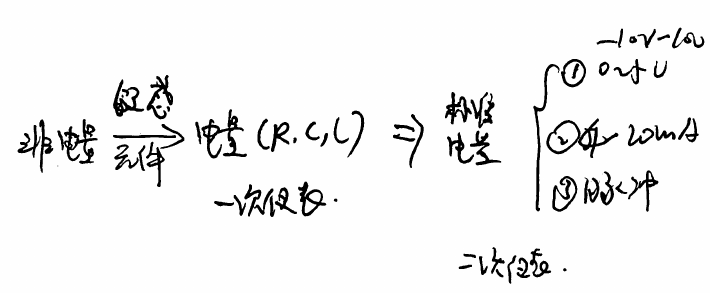 -10V-10V
① 0~5V
非电量 敏感元件 电量(R.C,L) ⇒ 标准电量
② 4~20mA
③ 脉冲
一次仪表.
二次仪表.